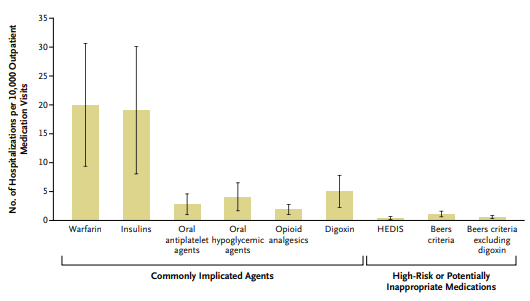 No. of Hospitalizations per 10,000 Outpatient
Medication Visits
35
30
25
20
15
10
5
0
Warfarin
Insulins
Oral
antiplatelet
agents
Oral
hypoglycemic
agents
Opioid
analgesics
Digoxin
HEDIS
Beers
criteria
Beers criteria
excluding
digoxin
Commonly Implicated Agents
High-Risk or Potentially
Inappropriate Medications